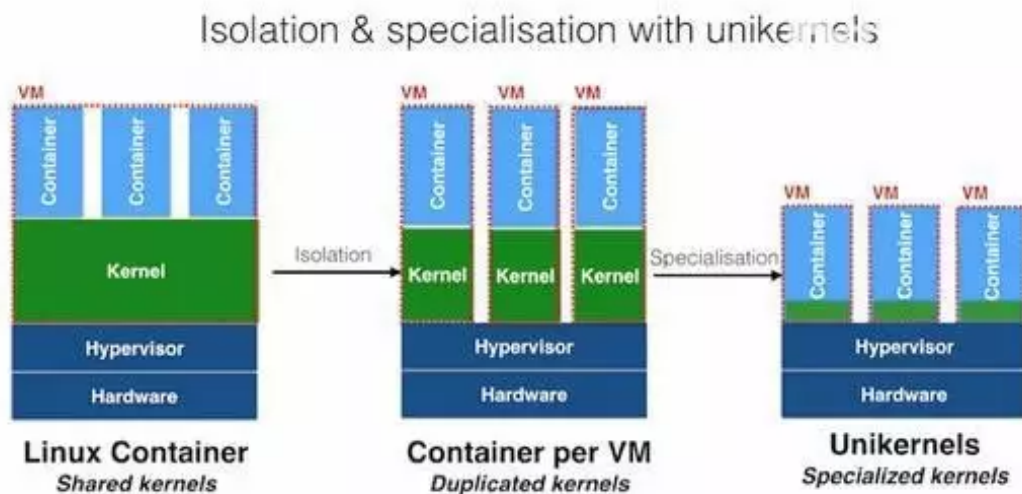 Isolation & specialisation with unikernels
VM
Container
Container
Container
Kernel
Hypervisor
Hardware
Linux Container
Shared kernels
Isolation
VM
VM
VM
Container
Container
Container
Kernel
Kernel
Kernel
Hypervisor
Hardware
Container per VM
Duplicated kernels
Specialisation
VM
VM
VM
Container
Container
Container
Hypervisor
Hardware
Unikernels
Specialized kernels